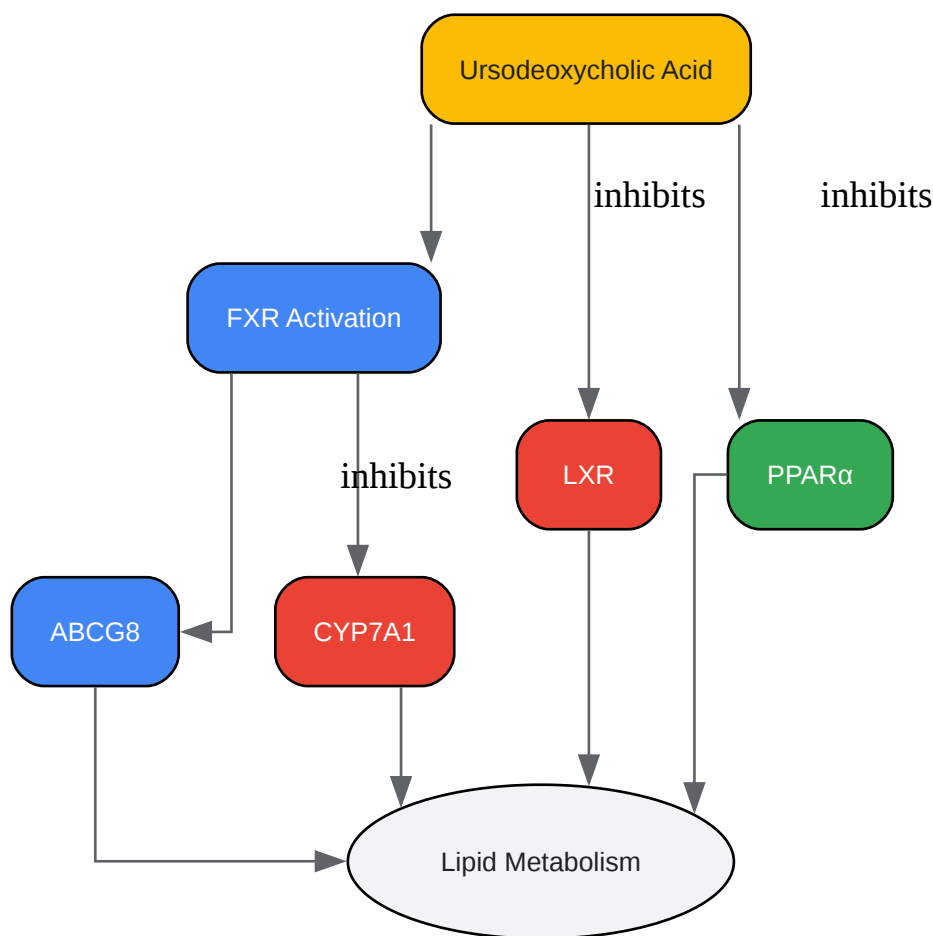 Ursodeoxycholic Acid
inhibits
inhibits
FXR Activation
inhibits
LXR
PPARα
ABCG8
CYP7A1
Lipid Metabolism